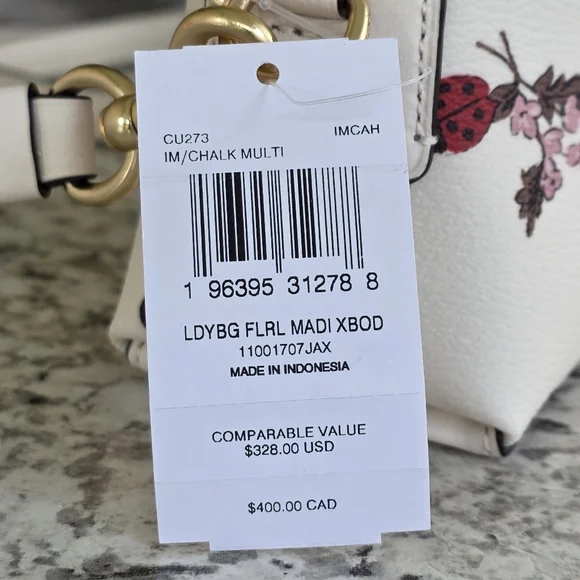 CU273 IMCAH
IM/CHALK MULTI
1 96395 31278 8
LDYBG FLRL MADI XBOD
11001707JAX
MADE IN INDONESIA
COMPARABLE VALUE
$328.00 USD
$400.00 CAD